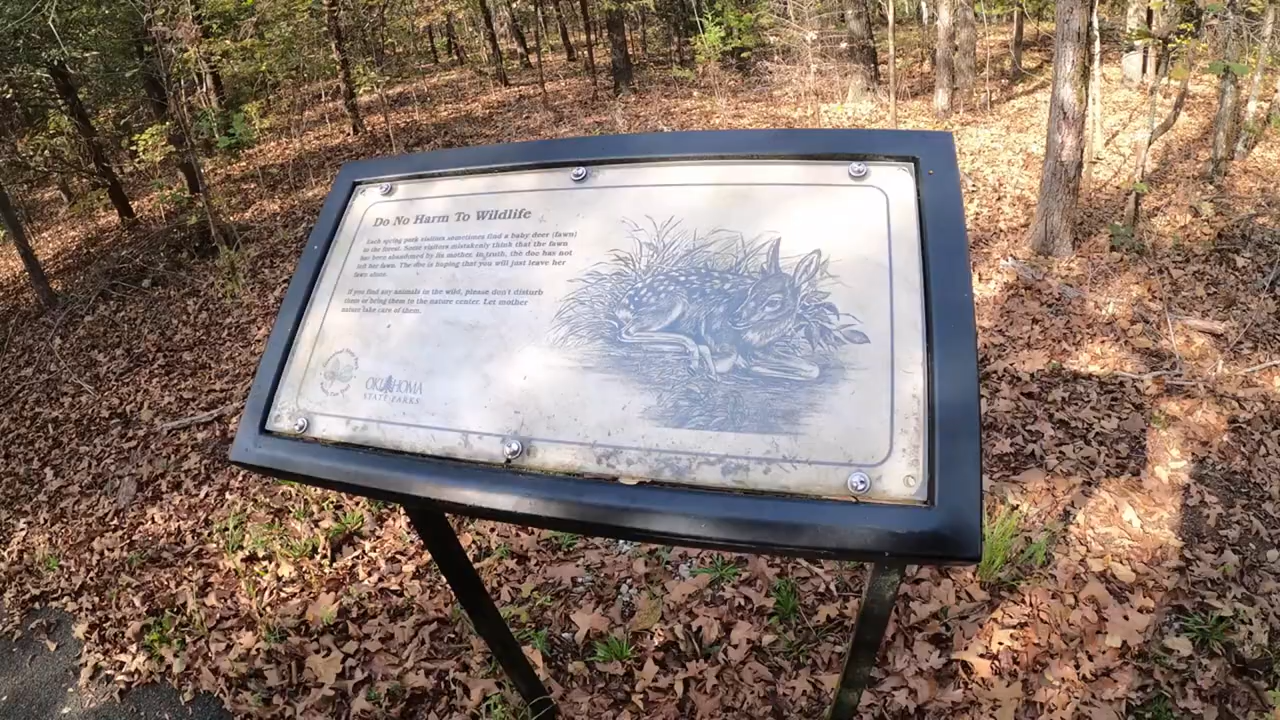 Do No Harm To Wildlife
Each spring park visitors sometimes find a baby deer (fawn)
in the forest. Some visitors mistakenly think that the fawn
has been abandoned by its mother. In truth, the doe has not
left her fawn. The doe is hoping that you will just leave her
fawn alone.
If you find any animals in the wild, please don't disturb
them or bring them to the nature center. Let mother
nature take care of them.
OKLAHOMA
STATE PARKS